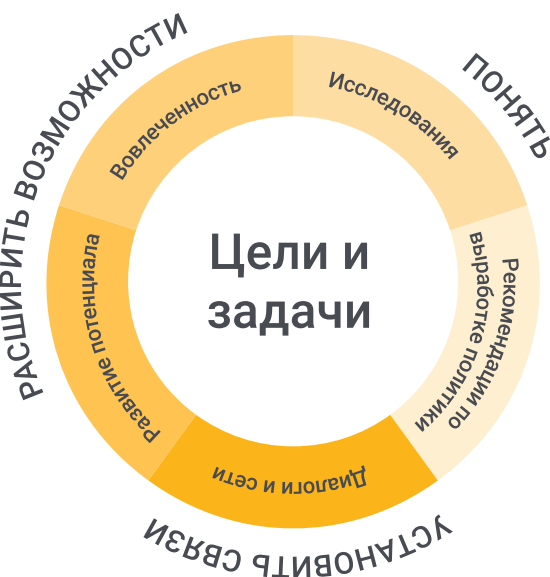 ПОНЯТЬ
Исследования
Рекомендации по
выработке политики
УСТАНОВИТЬ СВЯЗИ
Диалоги и сети
РАСШИРИТЬ ВОЗМОЖНОСТИ
Развитие потенциала
Вовлеченность
Цели и
задачи